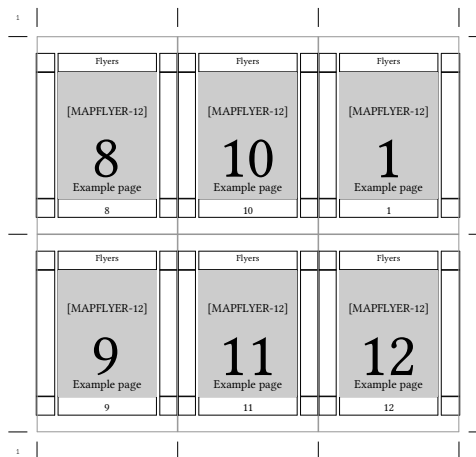 1
Flyers Flyers Flyers
[MAPFLYER-12] [MAPFLYER-12] [MAPFLYER-12]
8 10 1
Example page Example page Example page
8 10 1
Flyers Flyers Flyers
[MAPFLYER-12] [MAPFLYER-12] [MAPFLYER-12]
9 11 12
Example page Example page Example page
9 11 12
1